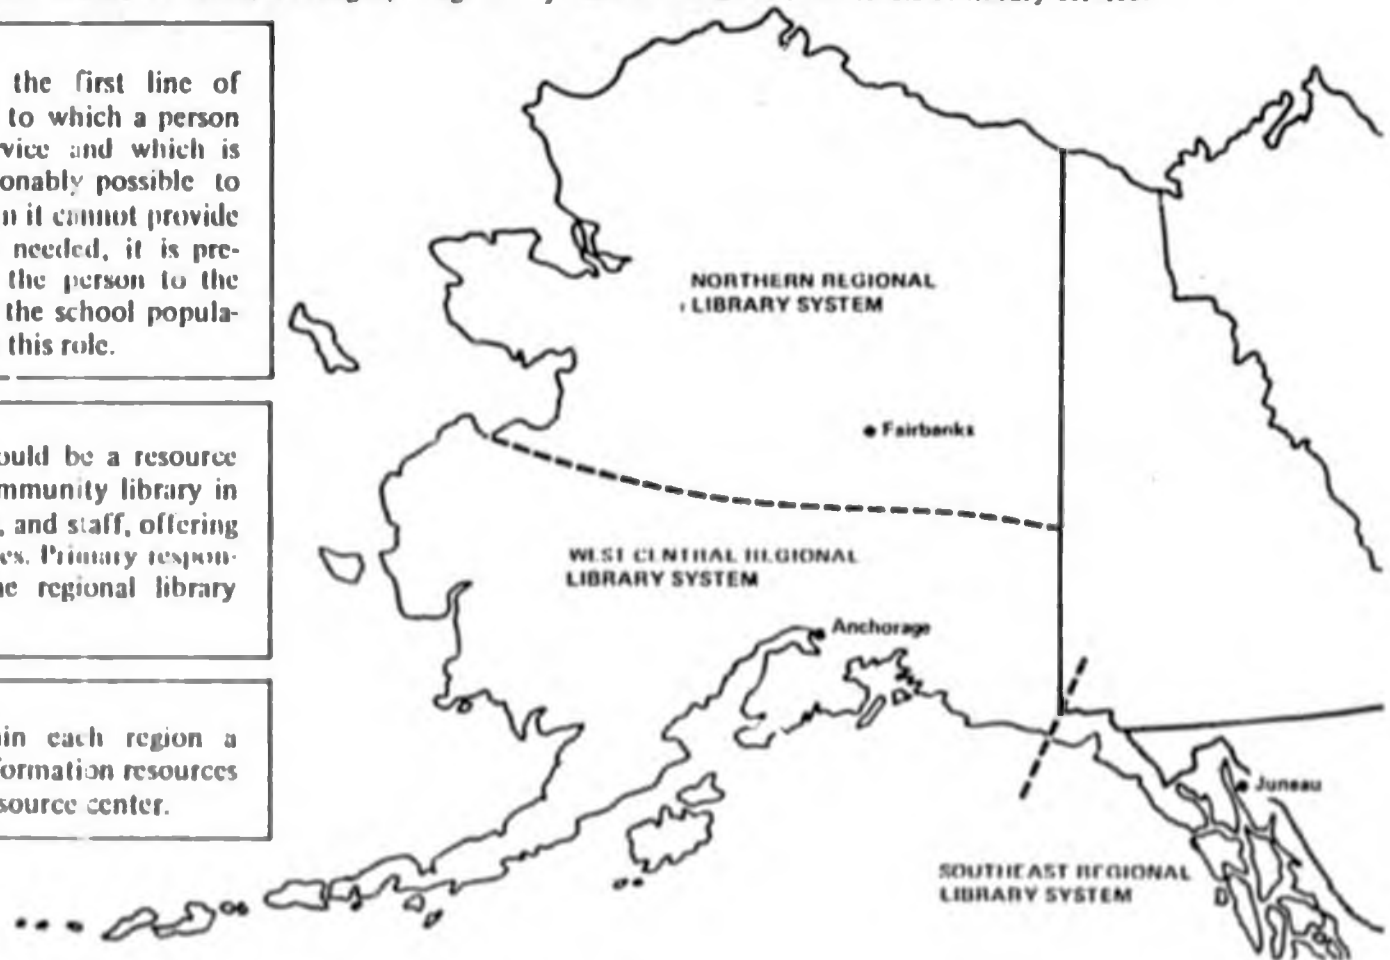 the first line of
to which a person
vice and which is
onably possible to
n it cannot provide
needed, it is pre-
the person to the
the school popula-
this role.
ould be a resource
mmunity library in
, and staff, offering
es. Primary respon-
he regional library
in each region a
formation resources
source center.
NORTHERN REGIONAL
LIBRARY SYSTEM
Fairbanks
WEST CENTRAL REGIONAL
LIBRARY SYSTEM
Anchorage
Juneau
SOUTHEAST REGIONAL
LIBRARY SYSTEM